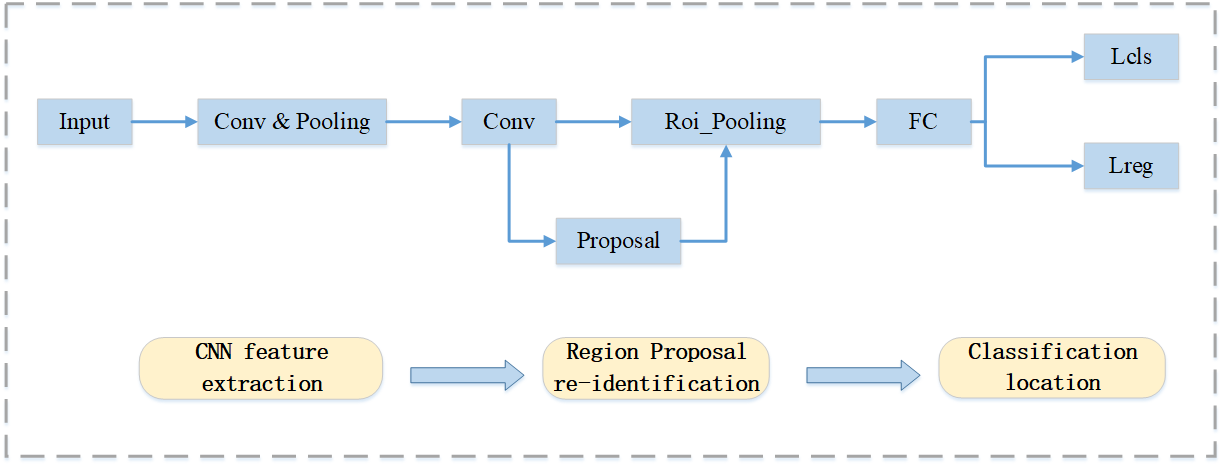 Lcls
Input
Conv & Pooling
Conv
Roi_Pooling
FC
Lreg
Proposal
CNN feature
extraction
Region Proposal
re-identification
Classification
location